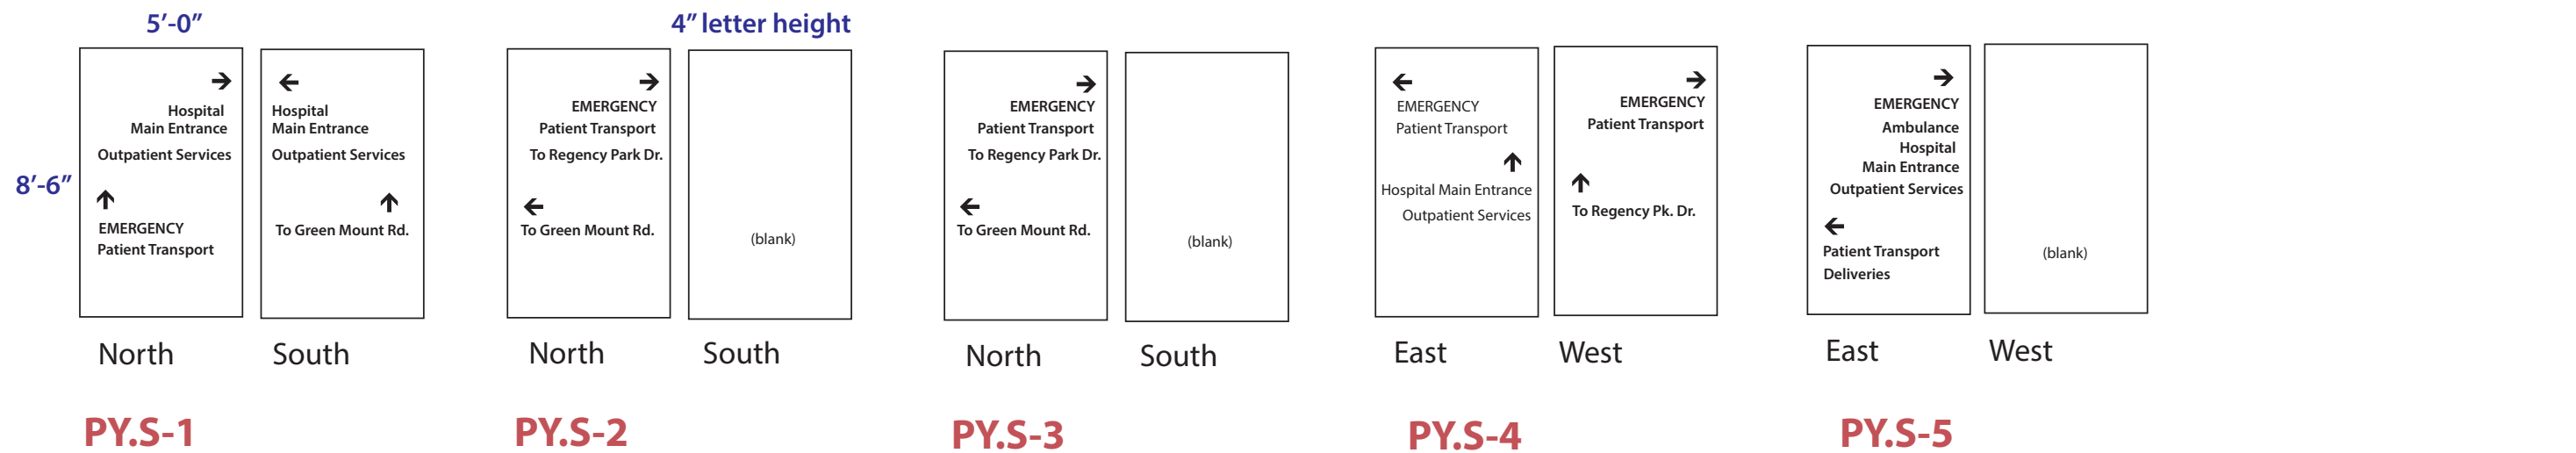 5’-0”
4” letter height
8’-6”
Hospital
Main Entrance
Outpatient Services
EMERGENCY
Patient Transport
North
Hospital
Main Entrance
Outpatient Services
To Green Mount Rd.
South
PY.S-1
EMERGENCY
Patient Transport
To Regency Park Dr.
To Green Mount Rd.
North
(blank)
South
PY.S-2
EMERGENCY
Patient Transport
To Regency Park Dr.
To Green Mount Rd.
North
(blank)
South
PY.S-3
EMERGENCY
Patient Transport
Hospital Main Entrance
Outpatient Services
East
EMERGENCY
Patient Transport
To Regency Pk. Dr.
West
PY.S-4
EMERGENCY
Ambulance
Hospital
Main Entrance
Outpatient Services
Patient Transport
Deliveries
East
(blank)
West
PY.S-5